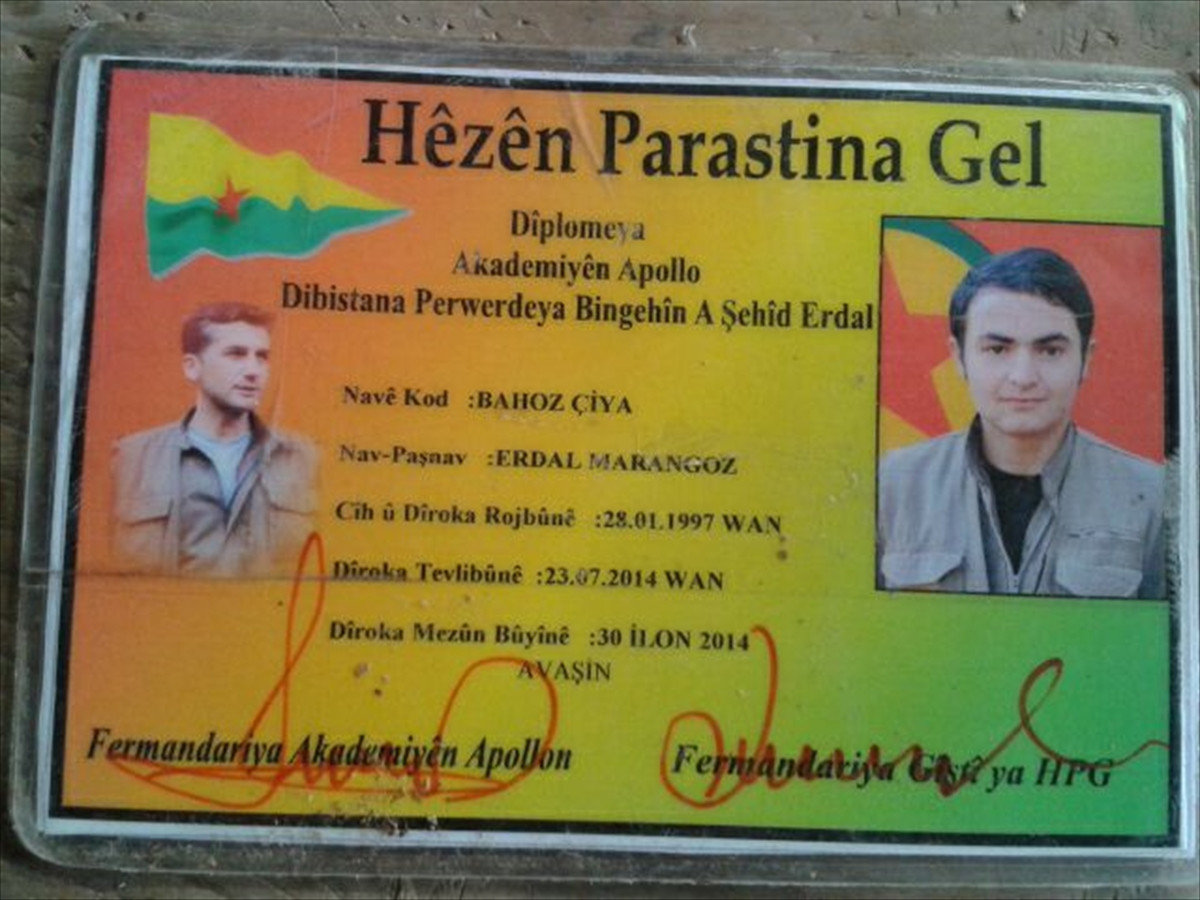 Hêzên Parastina Gel
Dîplomeya
Akademiyên Apollo
Dibistana Perwerdeya Bingehîn A Şehîd Erdal
Navê Kod :BAHOZ ÇİYA
Nav-Paşnav :ERDAL MARANGOZ
Cîh û Dîroka Rojbûnê :28.01.1997 WAN
Dîroka Tevlibûnê :23.07.2014 WAN
Dîroka Mezûn Bûyînê :30 İLON 2014
AVAŞİN
Fermandariya Akademiyên Apollon
Fermandariya Giştî ya HPG